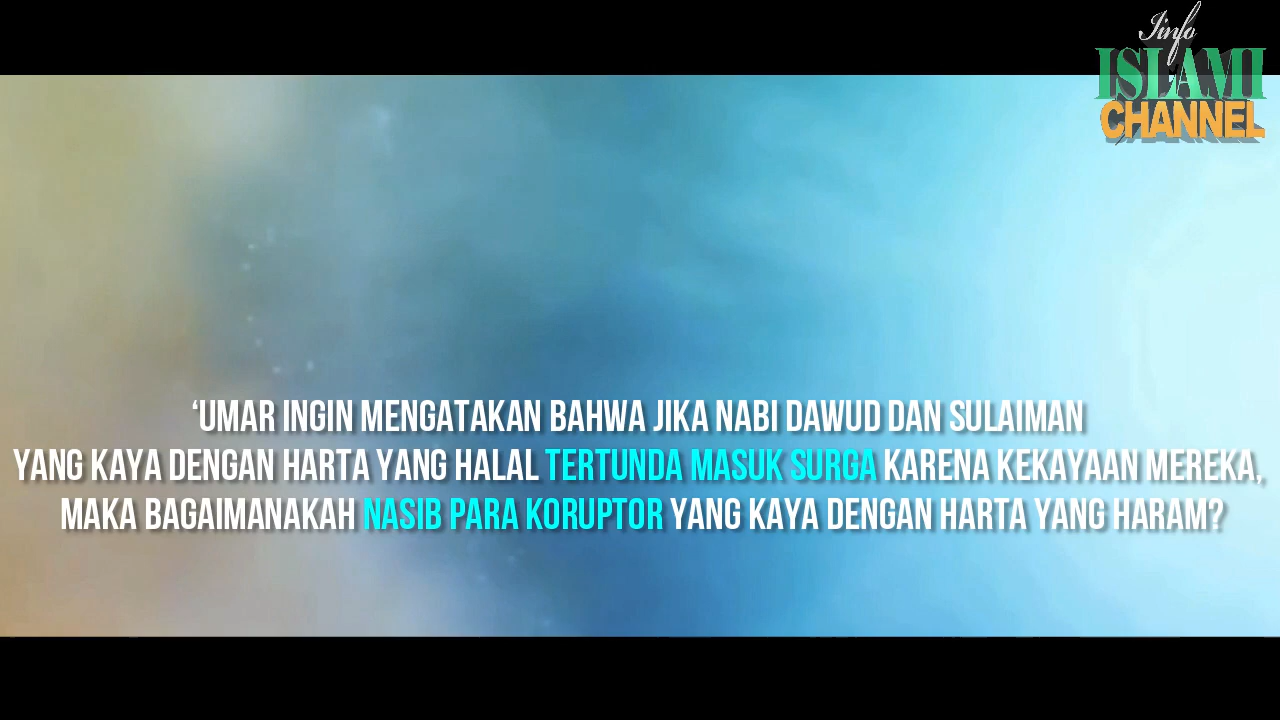 Iinfo
ISLAMI
CHANNEL
‘UMAR INGIN MENGATAKAN BAHWA JIKA NABI DAWUD DAN SULAIMAN
YANG KAYA DENGAN HARTA YANG HALAL TERTUNDA MASUK SURGA KARENA KEKAYAAN MEREKA,
MAKA BAGAIMANAKAH NASIB PARA KORUPTOR YANG KAYA DENGAN HARTA YANG HARAM?